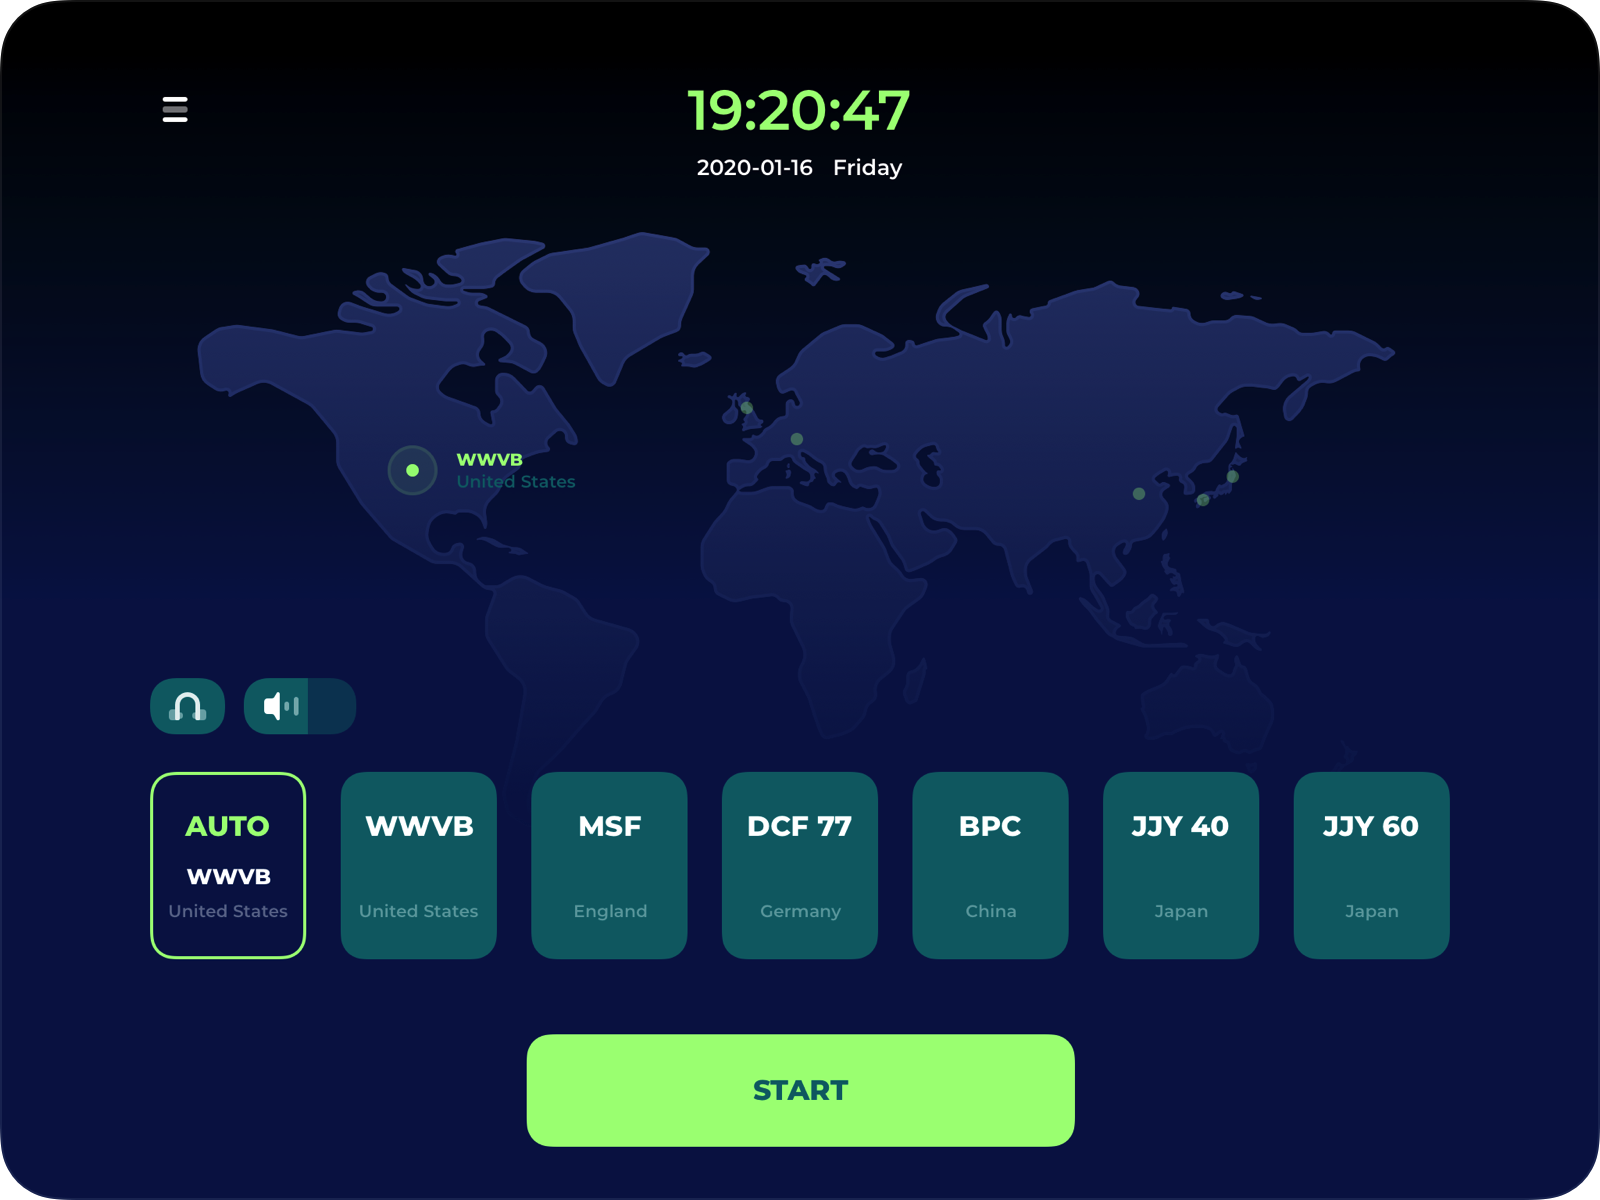 19:20:47
2020-01-16 Friday
WWVB
United States
AUTO
WWVB
United States
WWVB
United States
MSF
England
DCF 77
Germany
BPC
China
JJY 40
Japan
JJY 60
Japan
START